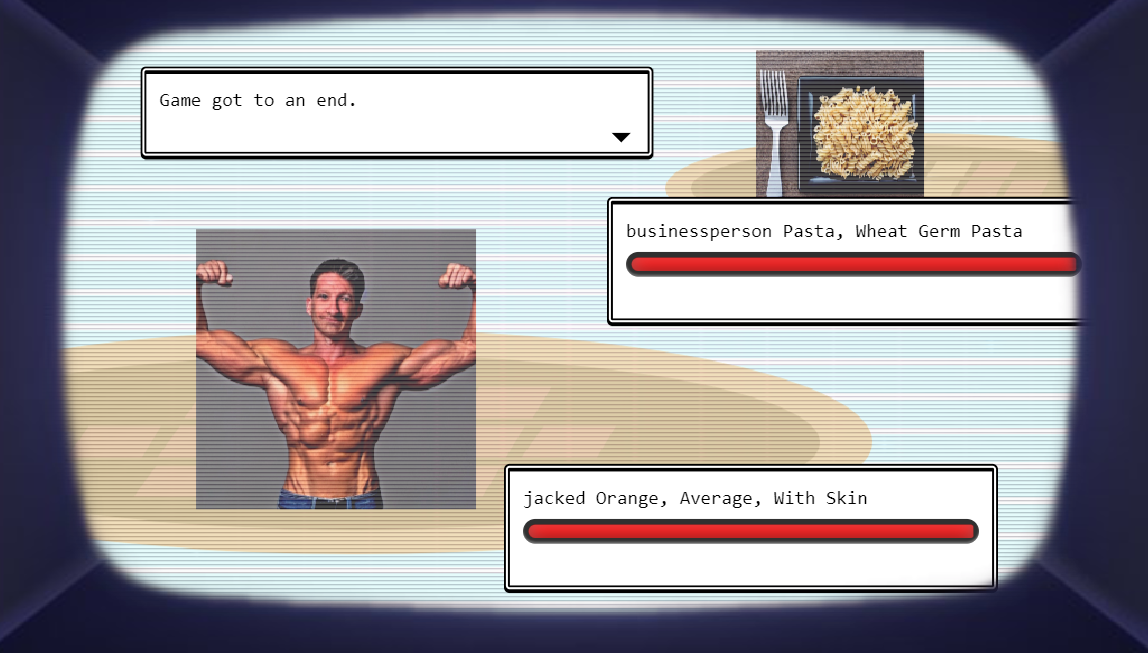 Game got to an end.
businessperson Pasta, Wheat Germ Pasta
jacked Orange, Average, With Skin